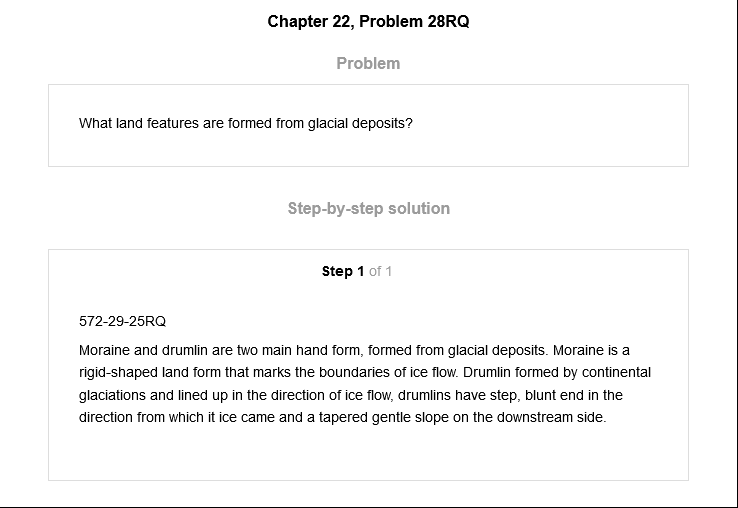 Chapter 22, Problem 28RQ
Problem
What land features are formed from glacial deposits?
Step-by-step solution
Step 1 of 1
572-29-25RQ
Moraine and drumlin are two main hand form, formed from glacial deposits. Moraine is a
rigid-shaped land form that marks the boundaries of ice flow. Drumlin formed by continental
glaciations and lined up in the direction of ice flow, drumlins have step, blunt end in the
direction from which it ice came and a tapered gentle slope on the downstream side.